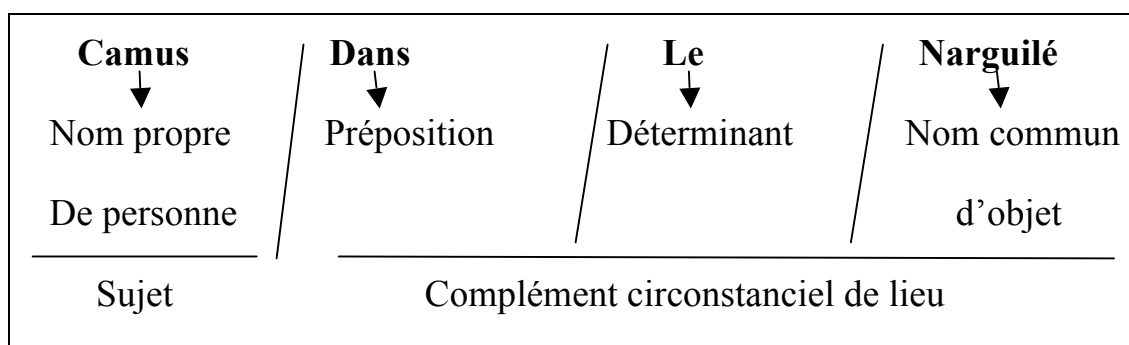 Camus Dans Le Narguilé
Nom propre Préposition Déterminant Nom commun
De personne d’objet
Sujet Complément circonstanciel de lieu